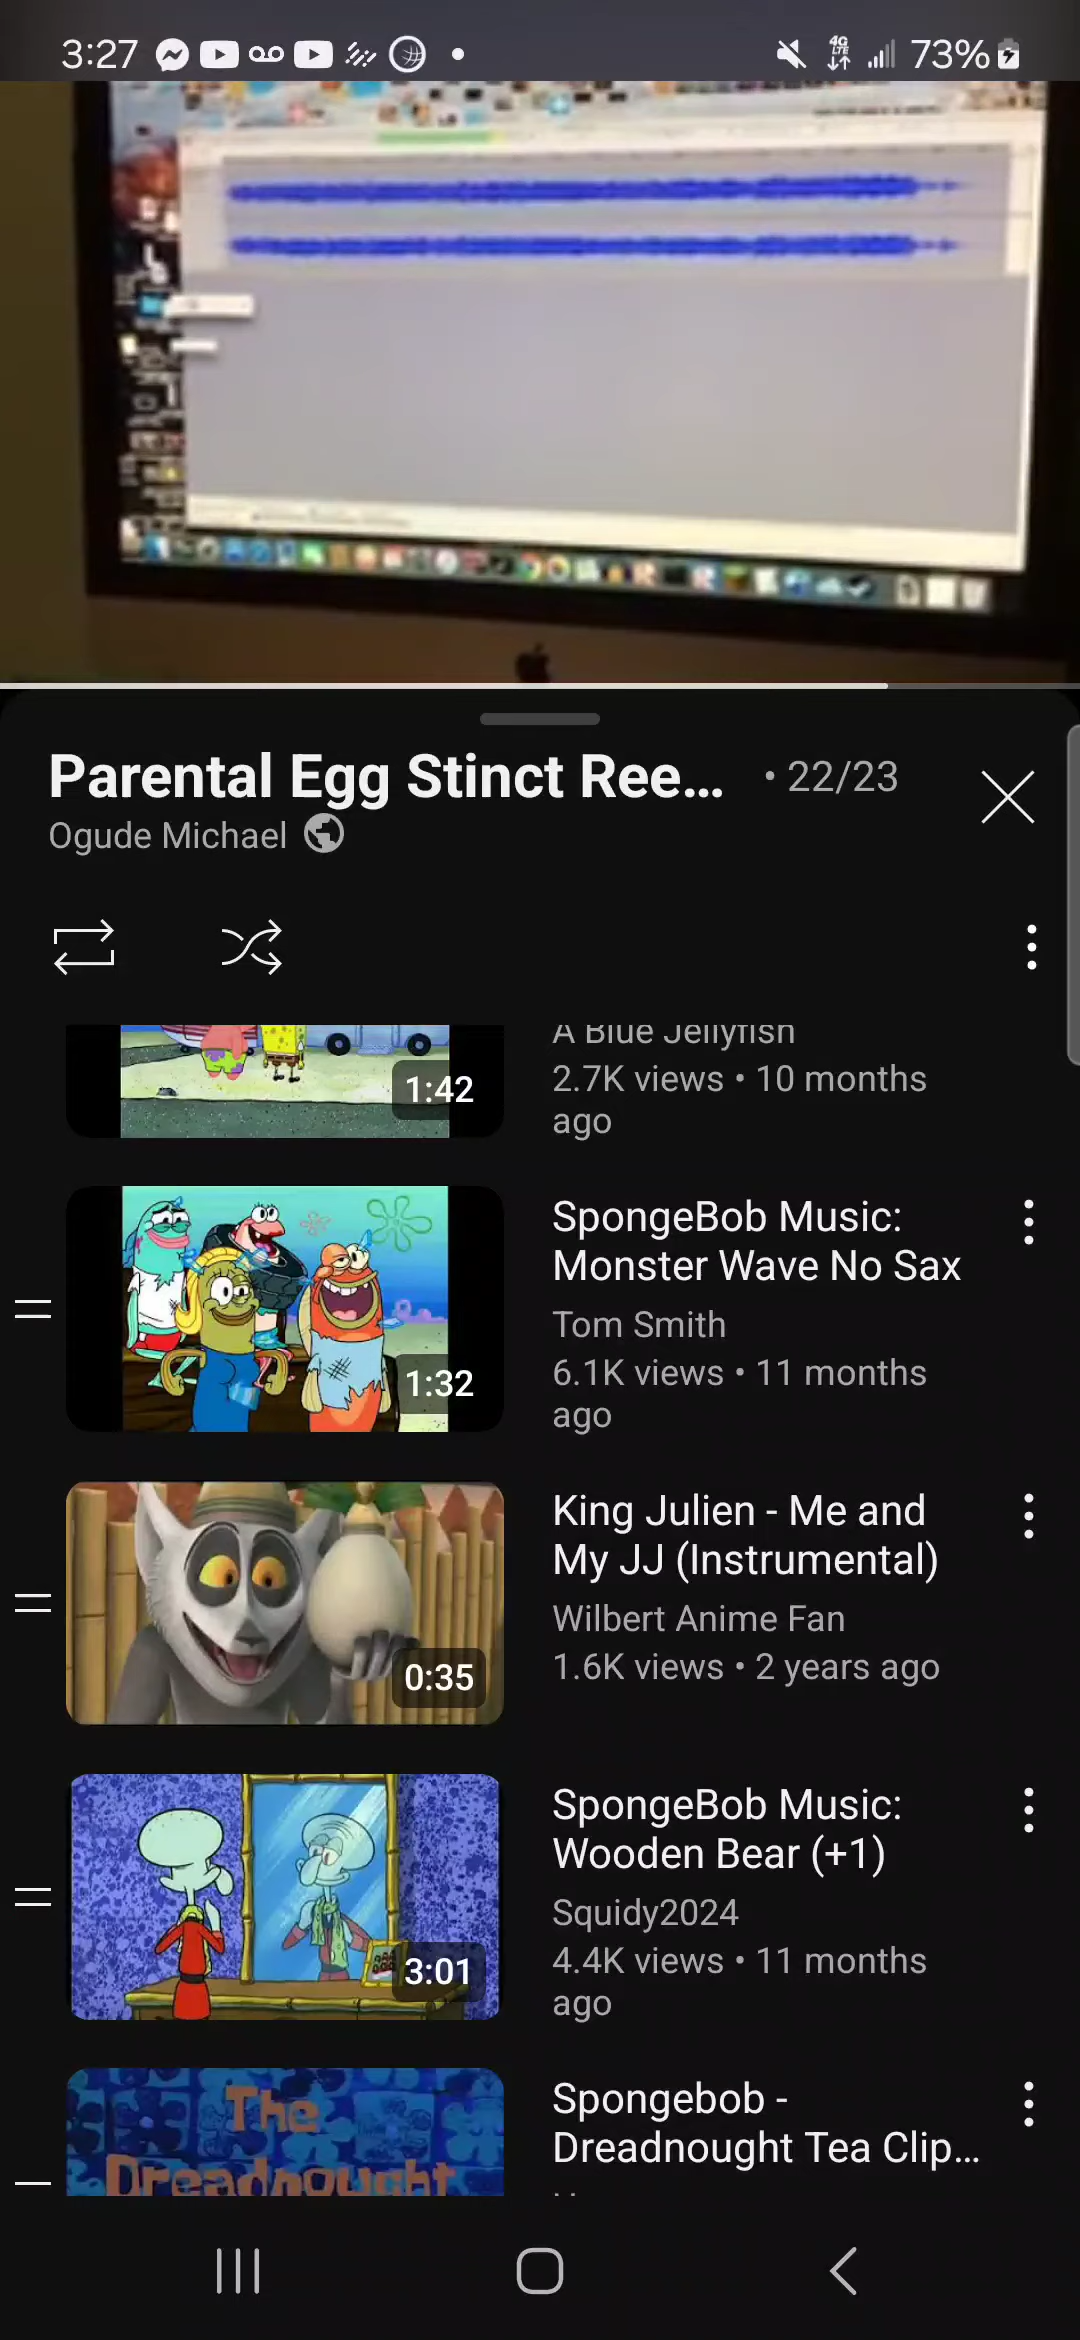 3:27
4G
LTE
73%
Parental Egg Stinct Ree... • 22/23
Ogude Michael
1:42
A Blue Jellyfish
2.7K views • 10 months
ago
1:32
SpongeBob Music:
Monster Wave No Sax
Tom Smith
6.1K views • 11 months
ago
0:35
King Julien - Me and
My JJ (Instrumental)
Wilbert Anime Fan
1.6K views • 2 years ago
3:01
SpongeBob Music:
Wooden Bear (+1)
Squidy2024
4.4K views • 11 months
ago
The
Dreadnought
Spongebob -
Dreadnought Tea Clip...